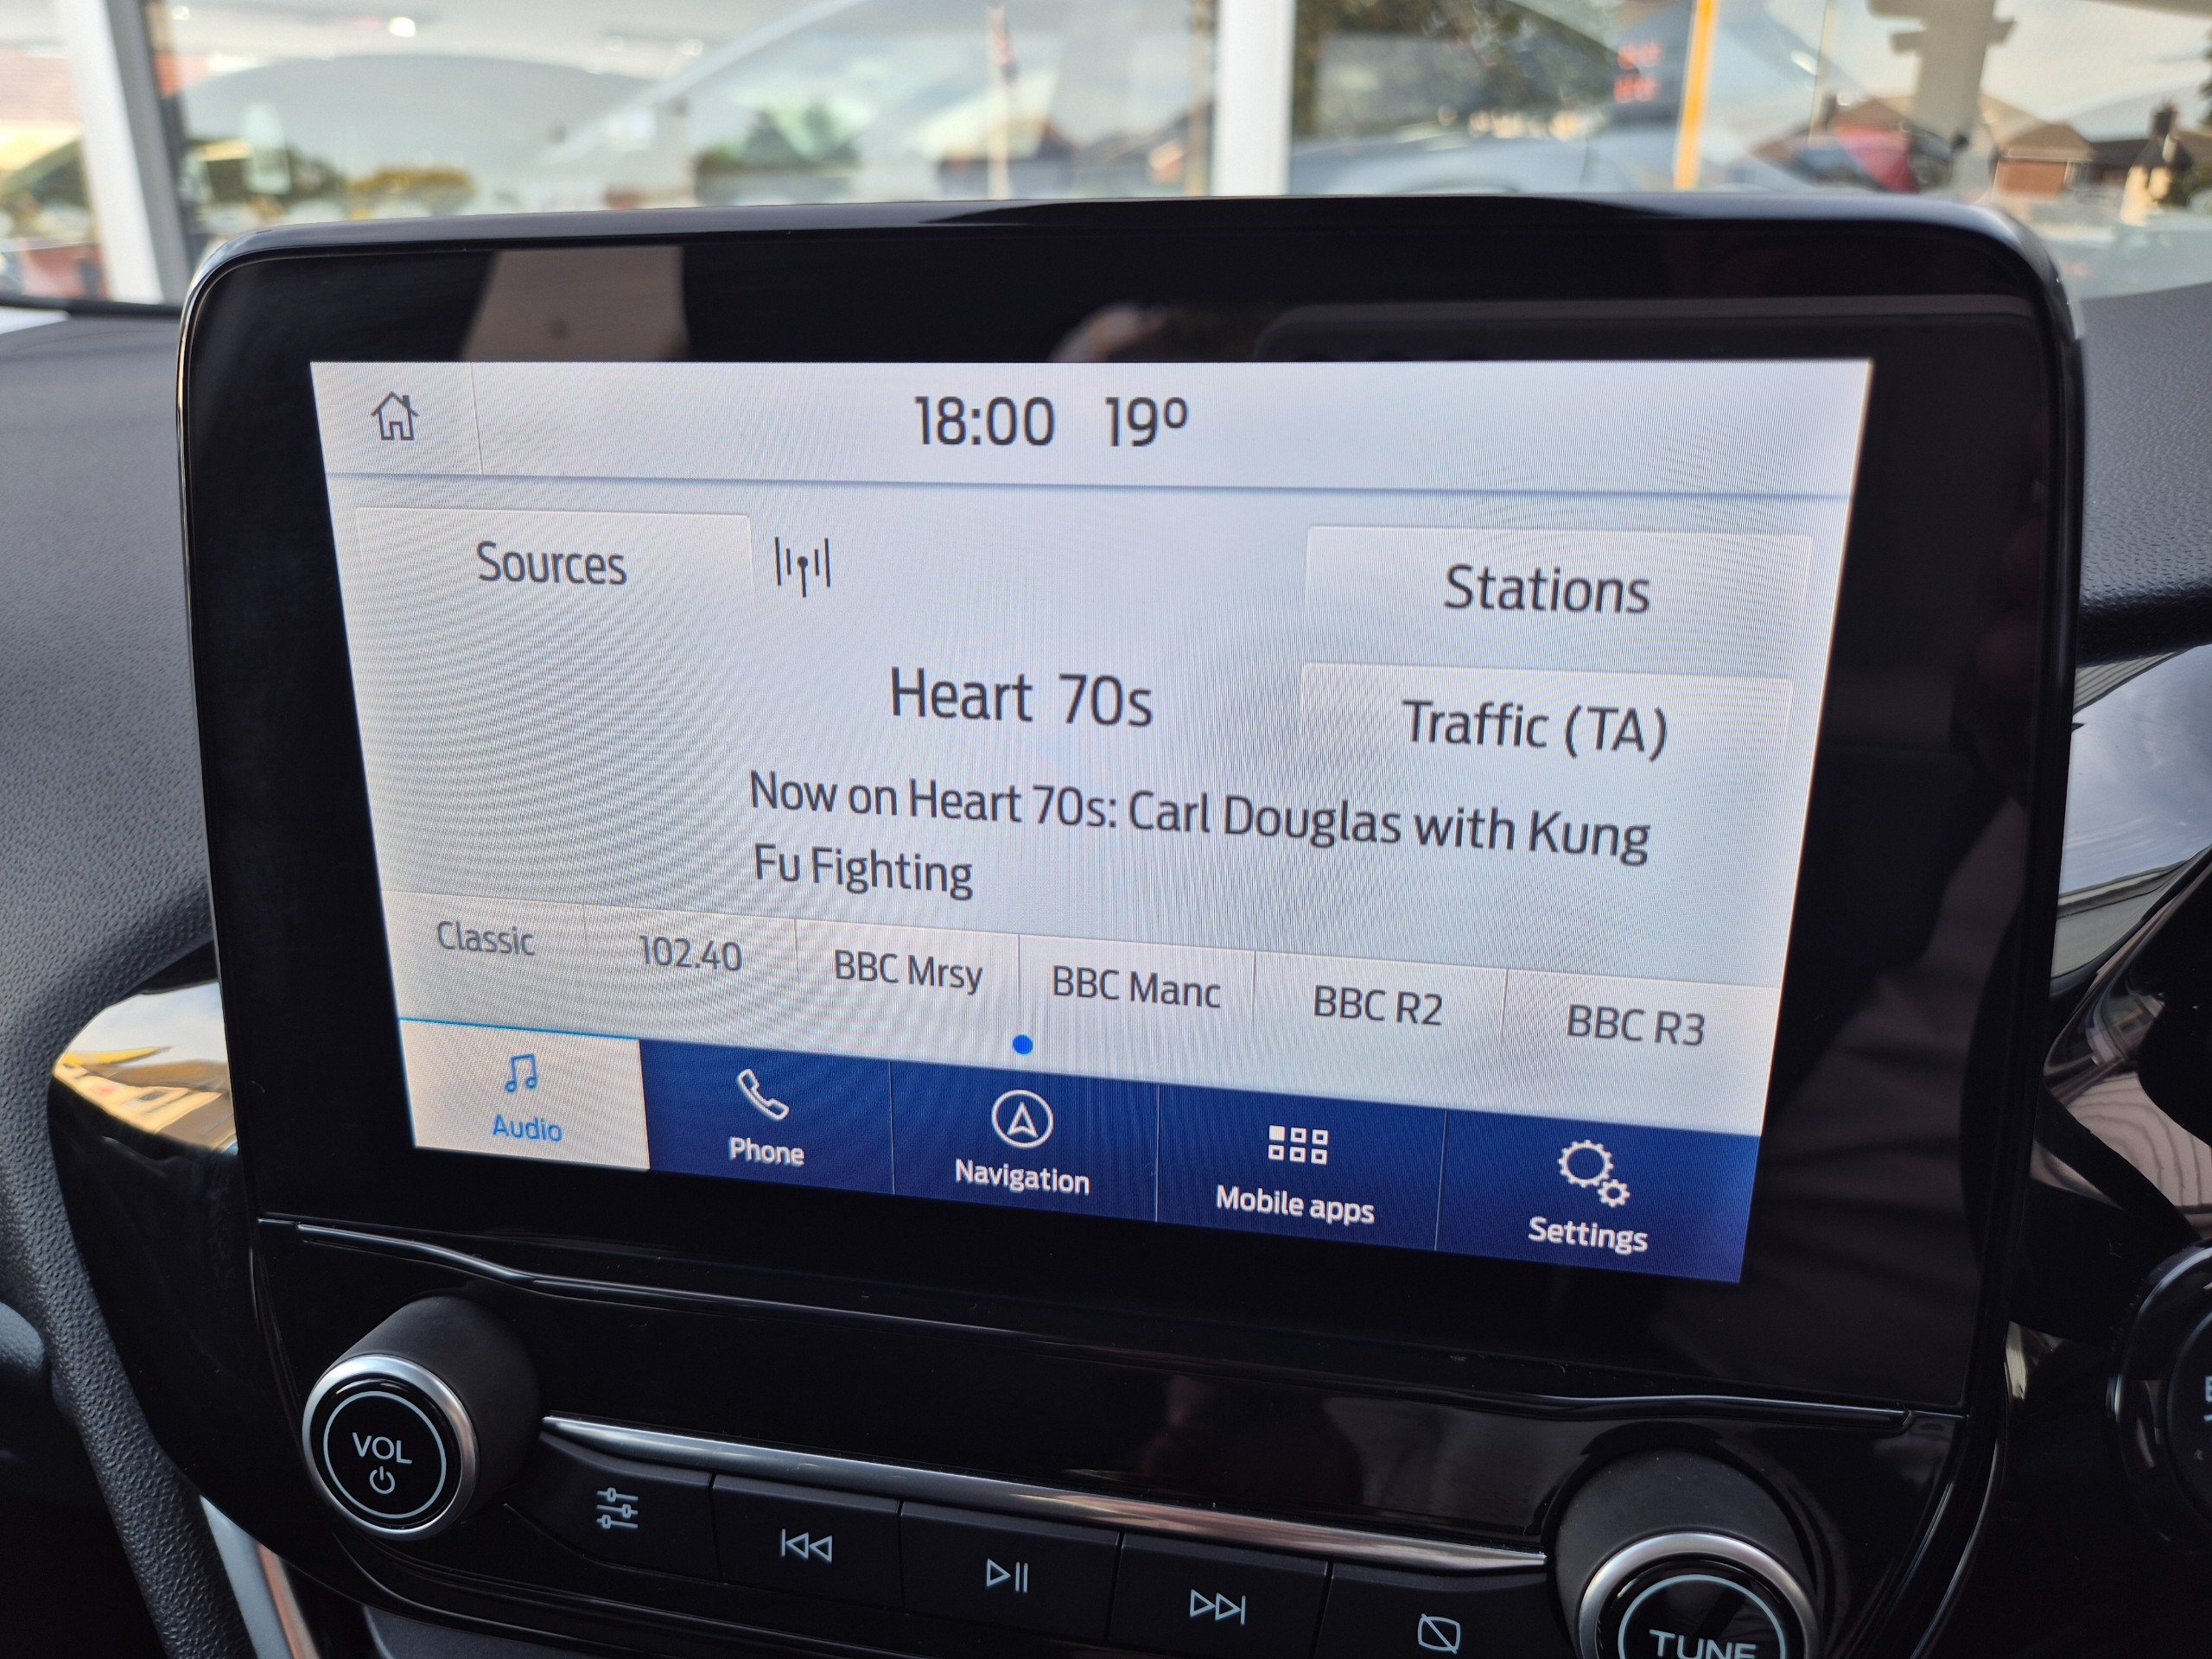 18:00 19º
Sources
Stations
Heart 70s
Traffic (TA)
Now on Heart 70s: Carl Douglas with Kung
Fu Fighting
Classic
102.40
BBC Mrsy
BBC Manc
BBC R2
BBC R3
Audio
Phone
Navigation
Mobile apps
Settings
VOL
TUNE